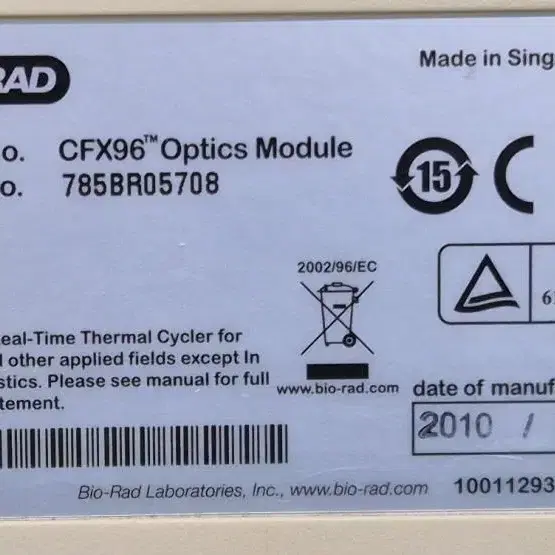 RAD
Made in Sing
o. CFX96™ Optics Module
o. 785BR05708
15
2002/96/EC
eal-Time Thermal Cycler for
l other applied fields except In
stics. Please see manual for full
tement.
www.bio-rad.com
date of manuf
2010 /
Bio-Rad Laboratories, Inc., www.bio-rad.com
10011293